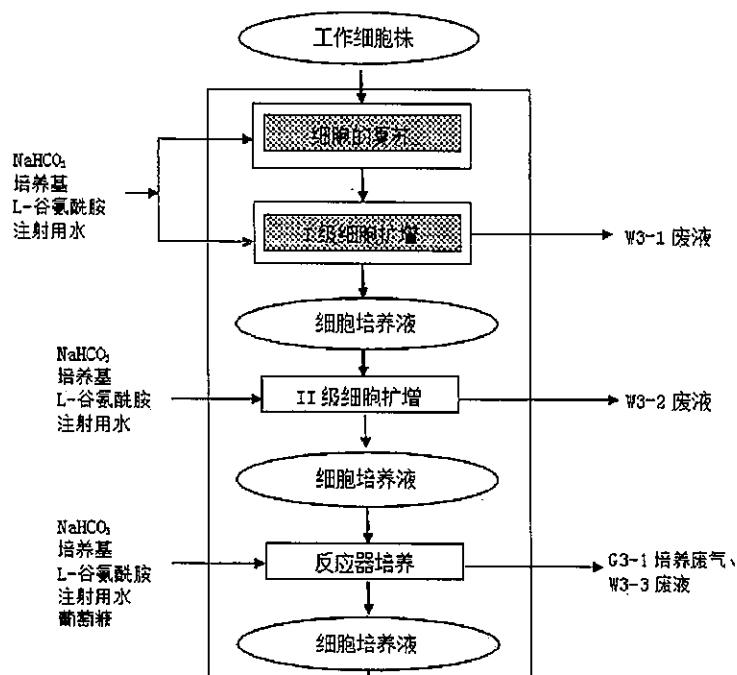 工作细胞株
细胞的复苏
NaHCO₃
培养基
L-谷氨酰胺
注射用水
I级细胞扩增
W3-1 废液
细胞培养液
NaHCO₃
培养基
L-谷氨酰胺
注射用水
II级细胞扩增
W3-2 废液
细胞培养液
NaHCO₃
培养基
L-谷氨酰胺
注射用水
葡萄糖
反应器培养
G3-1 培养废气、
W3-3 废液
细胞培养液